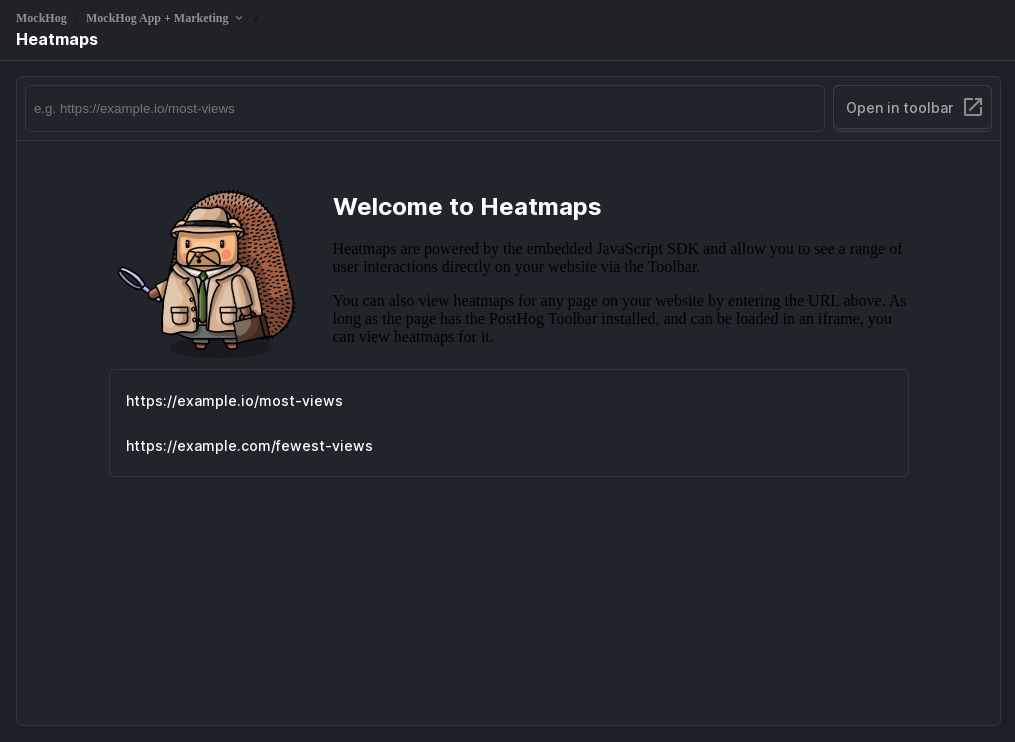 MockHog / MockHog App + Marketing /
Heatmaps
e.g. https://example.io/most-views
Open in toolbar
Welcome to Heatmaps
Heatmaps are powered by the embedded JavaScript SDK and allow you to see a range of
user interactions directly on your website via the Toolbar.
You can also view heatmaps for any page on your website by entering the URL above. As
long as the page has the PostHog Toolbar installed, and can be loaded in an iframe, you
can view heatmaps for it.
https://example.io/most-views
https://example.com/fewest-views